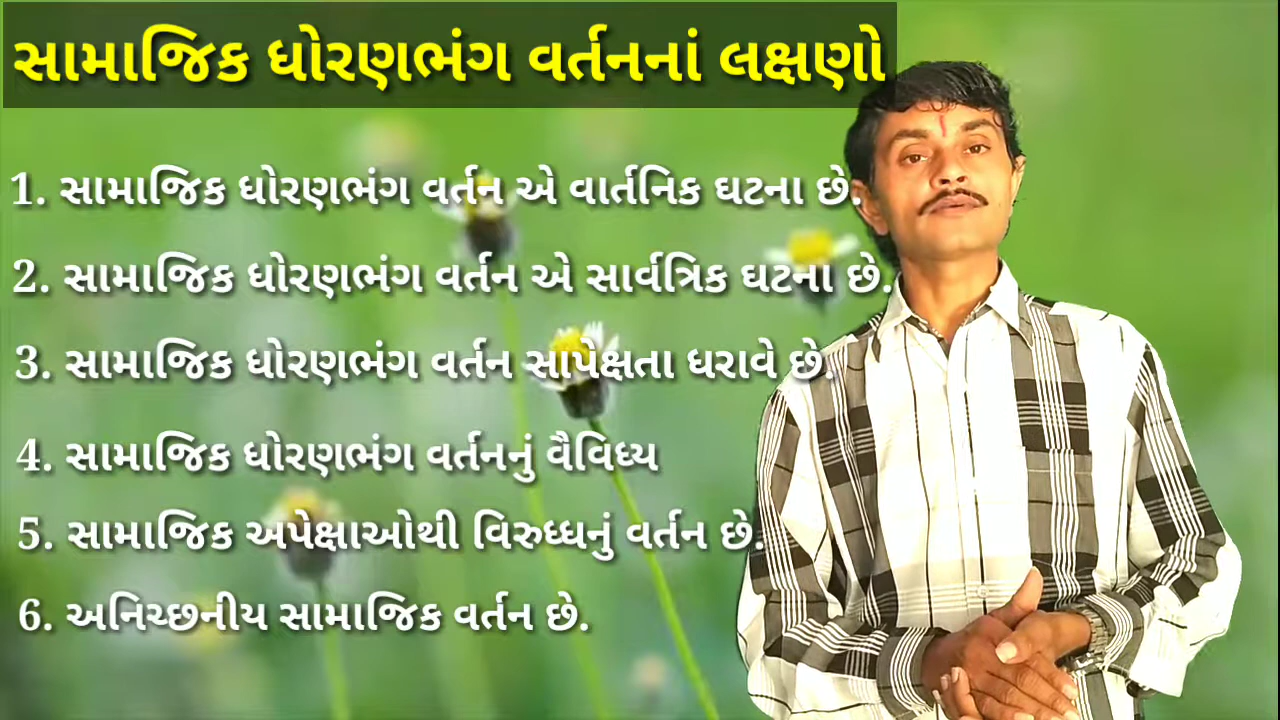 સામાજિક ધોરણભંગ વર્તનનાં લક્ષણો
1. સામાજિક ધોરણભંગ વર્તન એ વાર્તનિક ઘટના છે.
2. સામાજિક ધોરણભંગ વર્તન એ સાર્વત્રિક ઘટના છે.
3. સામાજિક ધોરણભંગ વર્તન સાપેક્ષતા ધરાવે છે.
4. સામાજિક ધોરણભંગ વર્તનનું વૈવિધ્ય
5. સામાજિક અપેક્ષાઓથી વિરુધ્ધનું વર્તન છે.
6. અનિચ્છનીય સામાજિક વર્તન છે.